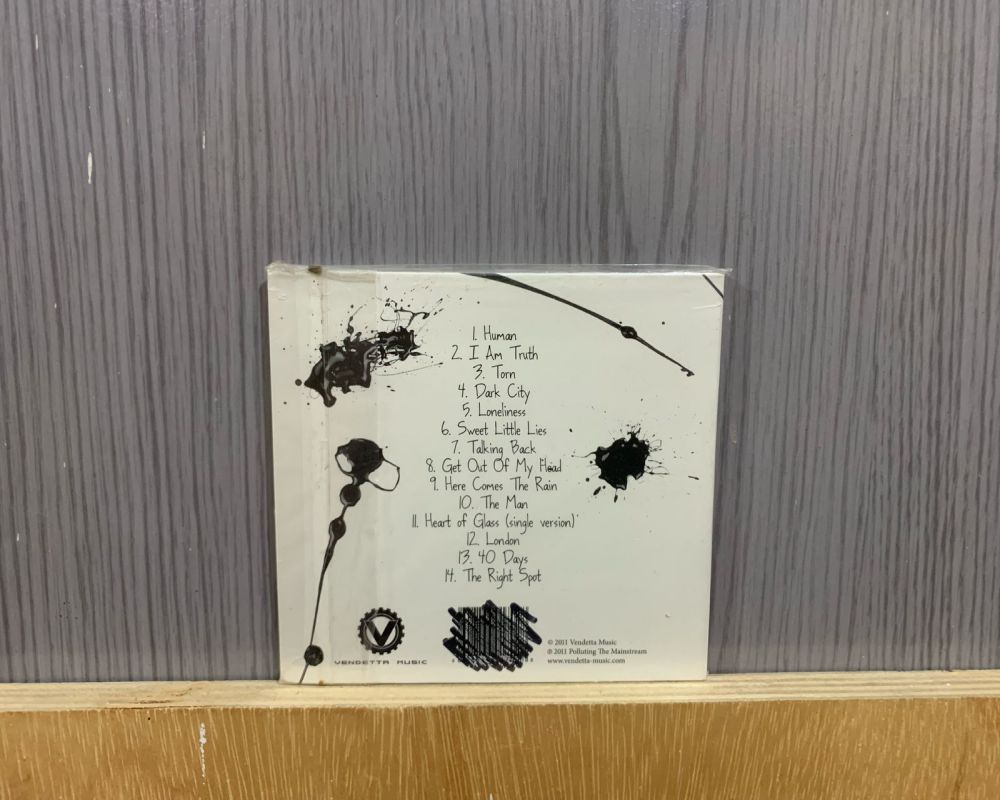 1. Human
2. I Am Truth
3. Torn
4. Dark City
5. Loneliness
6. Sweet Little Lies
7. Talking Back
8. Get Out Of My Head
9. Here Comes The Rain
10. The Man
11. Heart of Glass (single version)
12. London
13. 40 Days
14. The Right Spot
V
VENDETTA MUSIC
© 2011 Vendetta Music
℗ 2011 Polluting The Mainstream
www.vendetta-music.com